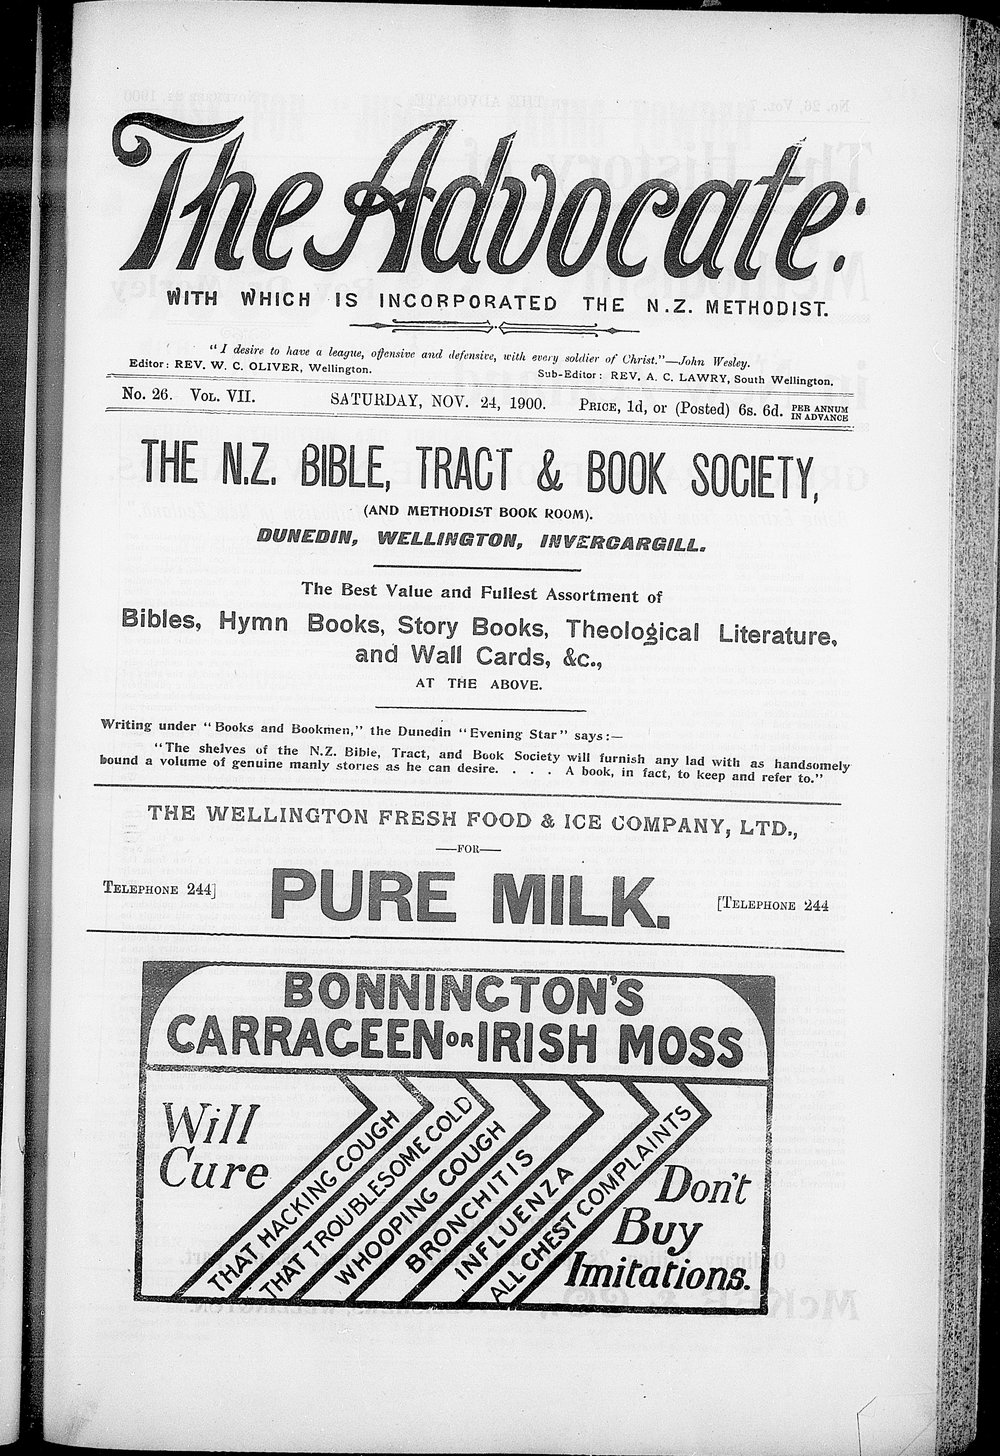 The Advocate:
WITH WHICH IS INCORPORATED THE N.Z. METHODIST.
"I desire to have a league, offensive and defensive, with every soldier of Christ."—John Wesley.
Editor: REV. W. C. OLIVER, Wellington. Sub-Editor: REV. A. C. LAWRY, South Wellington.
No. 26. VOL. VII. SATURDAY, NOV. 24, 1900. PRICE, 1d, or (Posted) 6s. 6d. PER ANNUM IN ADVANCE
THE N.Z. BIBLE, TRACT & BOOK SOCIETY,
(AND METHODIST BOOK ROOM).
DUNEDIN, WELLINGTON, INVERCARGILL.
The Best Value and Fullest Assortment of
Bibles, Hymn Books, Story Books, Theological Literature,
and Wall Cards, &c.,
AT THE ABOVE.
Writing under "Books and Bookmen," the Dunedin "Evening Star" says:—
"The shelves of the N.Z. Bible, Tract, and Book Society will furnish any lad with as handsomely
bound a volume of genuine manly stories as he can desire. . . . A book, in fact, to keep and refer to."
THE WELLINGTON FRESH FOOD & ICE COMPANY, LTD.,
—FOR—
TELEPHONE 244] PURE MILK. [TELEPHONE 244
BONNINGTON'S
CARRAGEEN OR IRISH MOSS
Will
Cure
THAT HACKING COUGH
THAT TROUBLESOME COLD
WHOOPING COUGH
BRONCHITIS
INFLUENZA
ALL CHEST COMPLAINTS
Don't
Buy
Imitations.